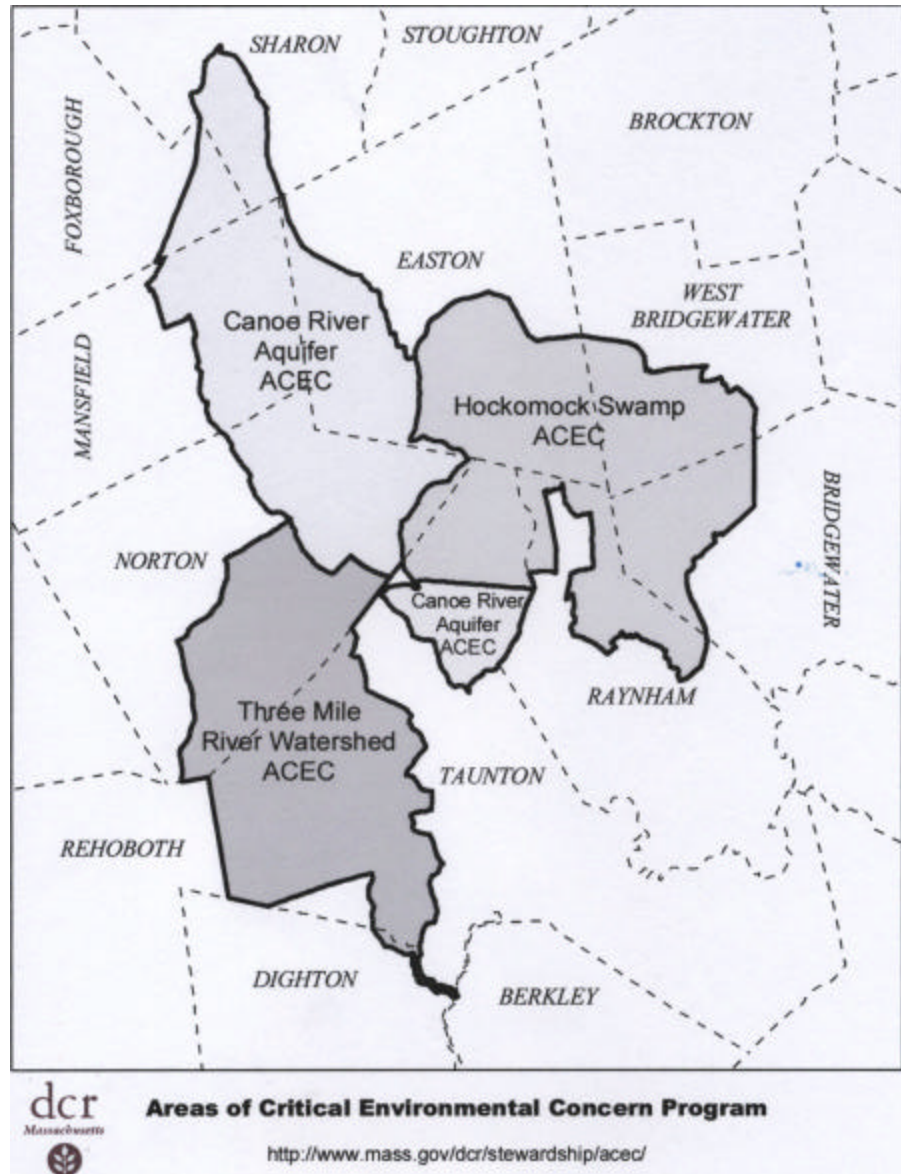 SHARON
STOUGHTON
FOXBOROUGH
BROCKTON
EASTON
WEST
BRIDGEWATER
Canoe River
Aquifer
ACEC
MANSFIELD
Hockomock Swamp
ACEC
BRIDGEWATER
NORTON
Canoe River
Aquifer
ACEC
RAYNHAM
Three Mile
River Watershed
ACEC
TAUNTON
REHOBOTH
DIGHTON
BERKLEY
dcr
Massachusetts
Areas of Critical Environmental Concern Program
http://www.mass.gov/dcr/stewardship/acec/